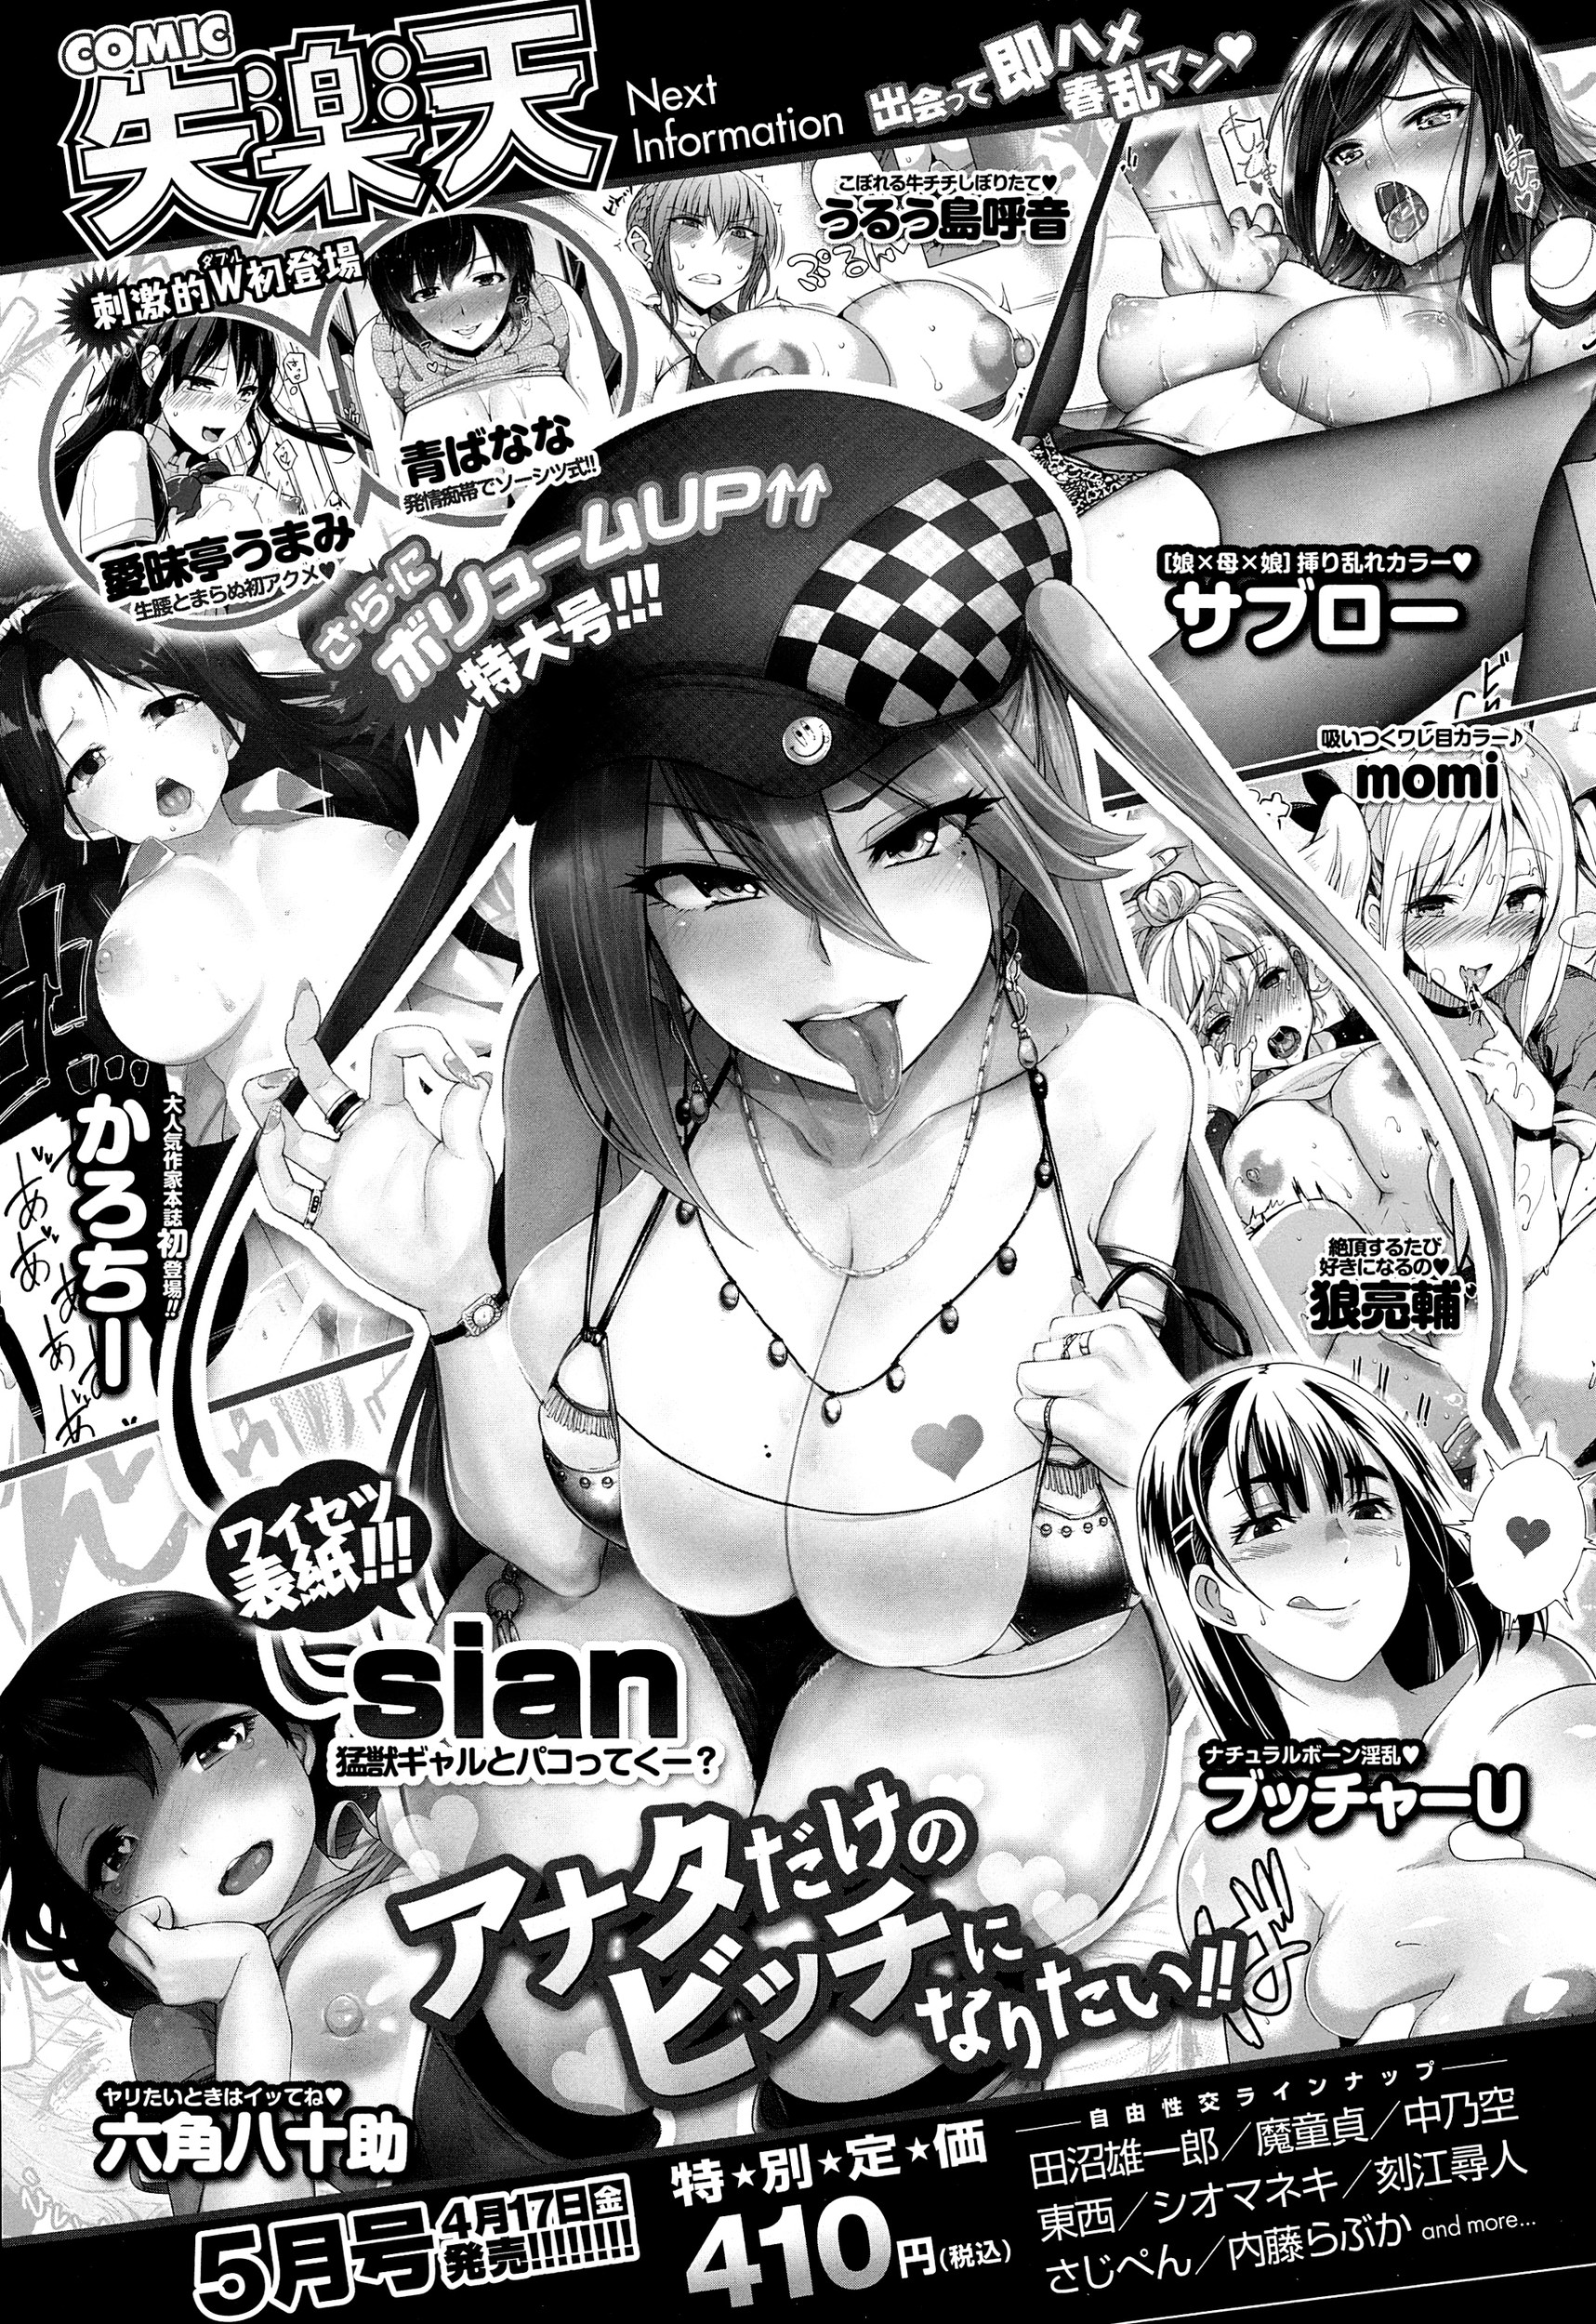 COMIC
失楽天
Next
Information
出会って即ハメ
春乱マン♥
こぼれる牛チチしぼりたて♥
うるう島呼音
刺激的W初登場
ダブル
青ばなな
発情痴帯でソーシツ式!!
愛昧亭うまみ
生腰とまらぬ初アクメ♥
さ・ら・に
ボリュームUP↑↑
特大号!!!
[娘×母×娘] 挿り乱れカラー♥
サブロー
吸いつくワレ目カラー♪
momi
大人気作家本誌初登場!!
かろちー
絶頂するたび
好きになるの♥
狼亮輔
ワイセツ
表紙!!!
sian
猛獣ギャルとパコってくー?
ナチュラルボーン淫乱♥
ブッチャーU
アナタだけの
ビッチに
なりたい!!
ヤリたいときはイッてね♥
六角八十助
5月号
4月17日金
発売!!!!!!!!
特★別★定★価
410円(税込)
自由性交ラインナップ
田沼雄一郎／魔童貞／中乃空
東西／シオマネキ／刻江尋人
さじぺん／内藤らぶか and more...